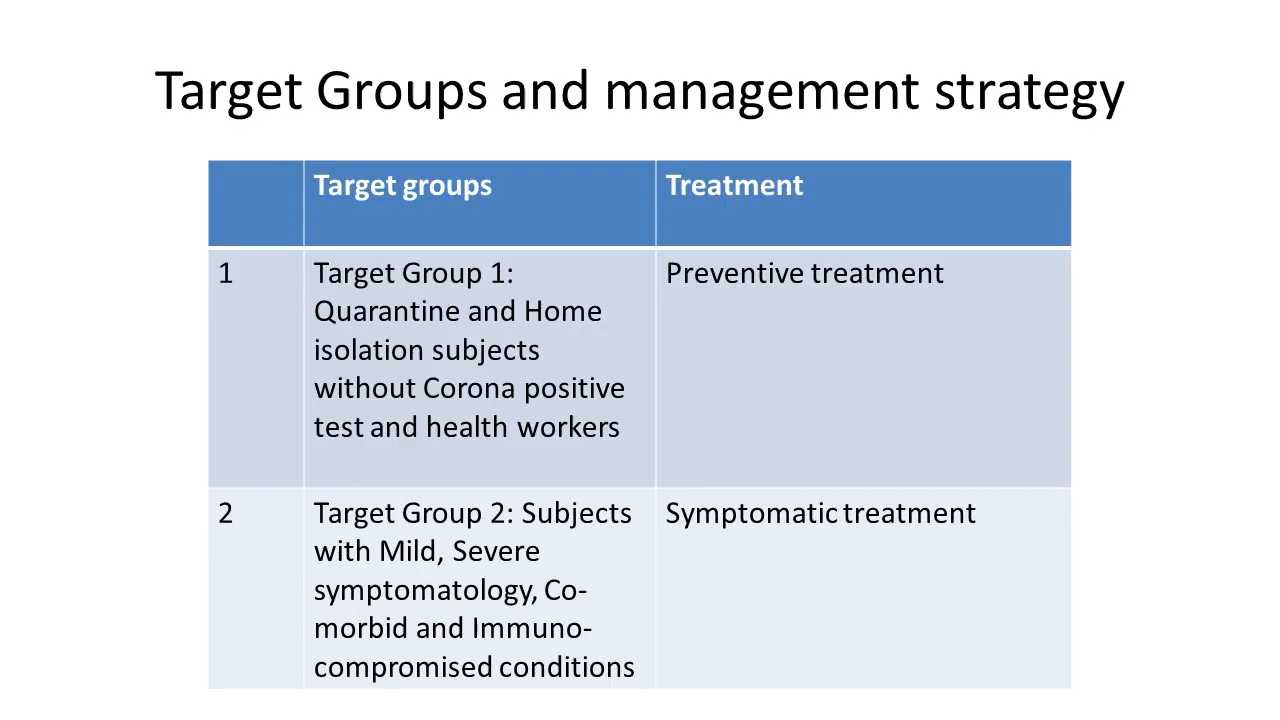 Target Groups and management strategy
Target groups
Treatment
1
Target Group 1:
Quarantine and Home
isolation subjects
without Corona positive
test and health workers
Preventive treatment
2
Target Group 2: Subjects
with Mild, Severe
symptomatology, Co-
morbid and Immuno-
compromised conditions
Symptomatic treatment